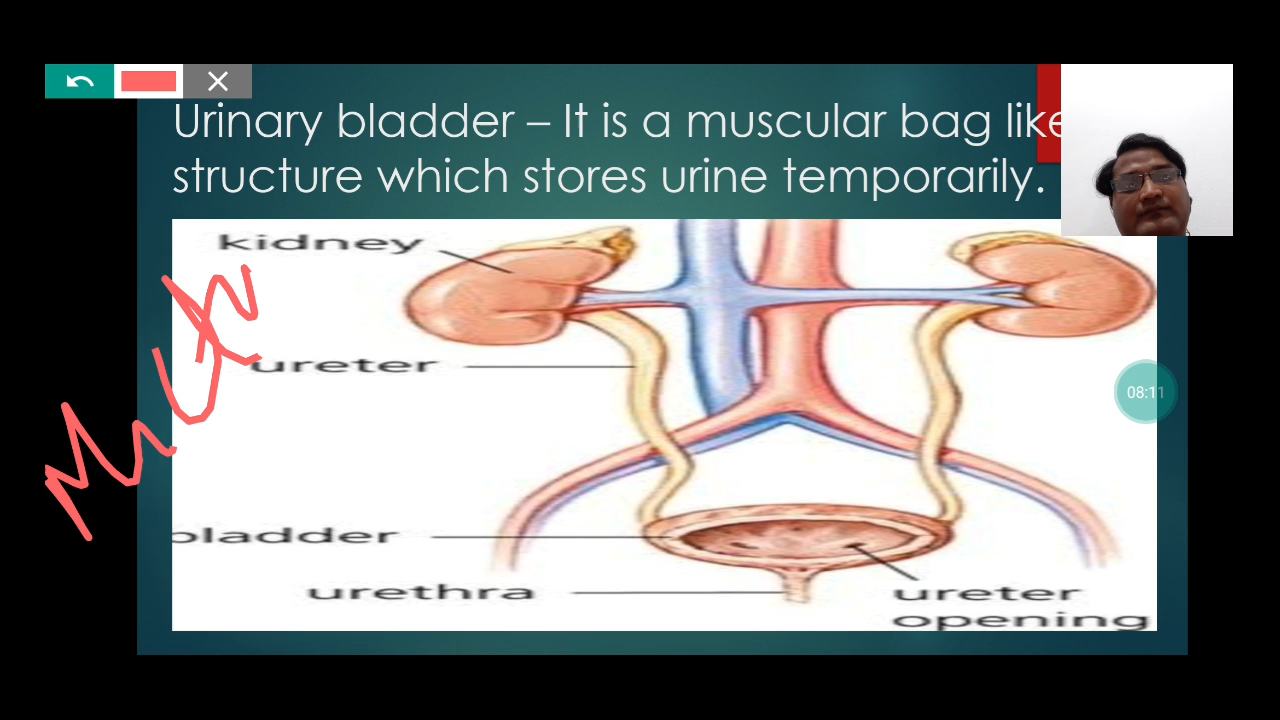 Urinary bladder – It is a muscular bag like
structure which stores urine temporarily.
kidney
ureter
08:11
bladder
urethra
ureter
opening